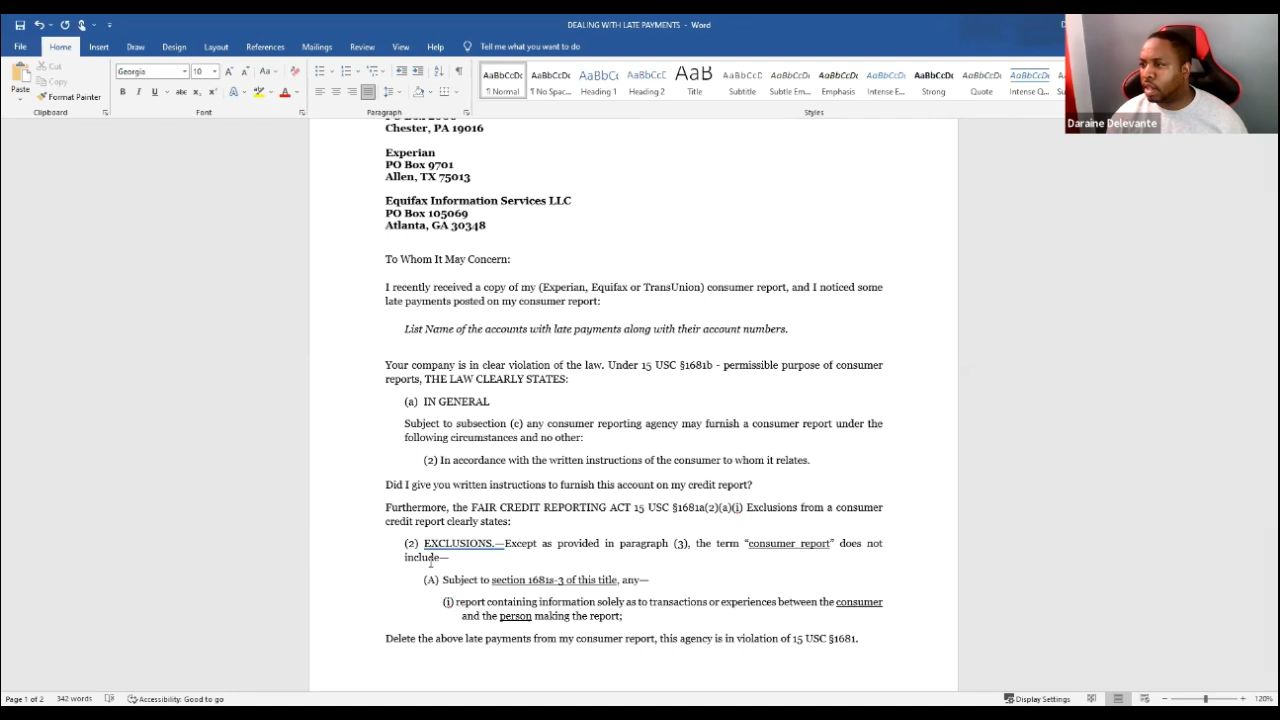 DEALING WITH LATE PAYMENTS - Word
File Home Insert Draw Design Layout References Mailings Review View Help Tell me what you want to do
Paste
Cut
Copy
Format Painter
Clipboard
Georgia 10
Font
Paragraph
AaBbCcDc AaBbCcDc AaBbCc AaBbCcD AaB AaBbCcD AaBbCcDt AaBbCcDt AaBbCcDt AaBbCcDc AaBbCcDt AaBbCcDt
¶ Normal ¶ No Spac... Heading 1 Heading 2 Title Subtitle Subtle Em... Emphasis Intense E... Strong Quote Intense Q...
Styles
Daraine Delevante
Chester, PA 19016
Experian
PO Box 9701
Allen, TX 75013
Equifax Information Services LLC
PO Box 105069
Atlanta, GA 30348
To Whom It May Concern:
I recently received a copy of my (Experian, Equifax or TransUnion) consumer report, and I noticed some
late payments posted on my consumer report:
List Name of the accounts with late payments along with their account numbers.
Your company is in clear violation of the law. Under 15 USC §1681b - permissible purpose of consumer
reports, THE LAW CLEARLY STATES:
(a) IN GENERAL
Subject to subsection (c) any consumer reporting agency may furnish a consumer report under the
following circumstances and no other:
(2) In accordance with the written instructions of the consumer to whom it relates.
Did I give you written instructions to furnish this account on my credit report?
Furthermore, the FAIR CREDIT REPORTING ACT 15 USC §1681a(2)(a)(i) Exclusions from a consumer
credit report clearly states:
(2) EXCLUSIONS.—Except as provided in paragraph (3), the term “consumer report” does not
include—
(A) Subject to section 1681s-3 of this title, any—
(i) report containing information solely as to transactions or experiences between the consumer
and the person making the report;
Delete the above late payments from my consumer report, this agency is in violation of 15 USC §1681.
Page 1 of 2 342 words Accessibility: Good to go Display Settings 120%